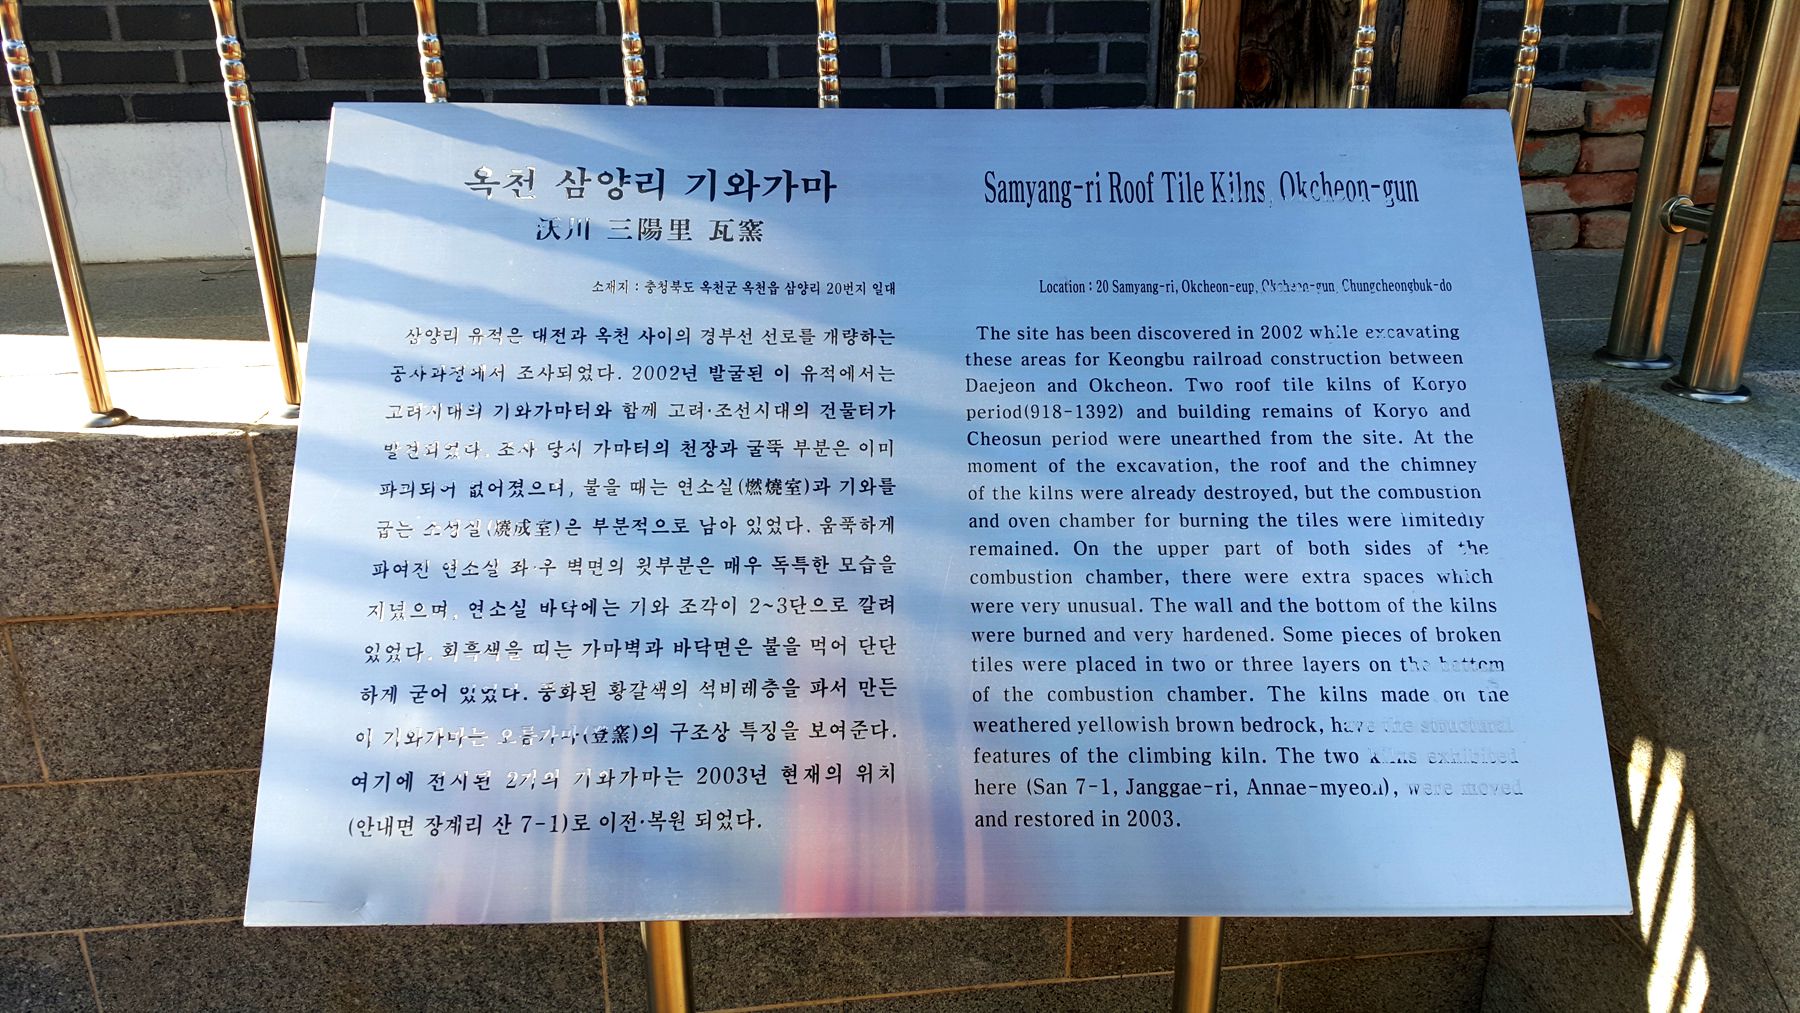 옥천 삼양리 기와가마
沃川 三陽里 瓦窯
소재지 : 충청북도 옥천군 옥천읍 삼양리 20번지 일대
삼양리 유적은 대전과 옥천 사이의 경부선 선로를 개량하는
공사과정에서 조사되었다. 2002년 발굴된 이 유적에서는
고려시대의 기와가마터와 함께 고려·조선시대의 건물터가
발견되었다. 조사 당시 가마터의 천장과 굴뚝 부분은 이미
파괴되어 없어졌으며, 불을 때는 연소실(燃燒室)과 기와를
굽는 소성실(燒成室)은 부분적으로 남아 있었다. 움푹하게
파여진 연소실 좌·우 벽면의 윗부분은 매우 독특한 모습을
지녔으며, 연소실 바닥에는 기와 조각이 2~3단으로 깔려
있었다. 회흑색을 띠는 가마벽과 바닥면은 불을 먹어 단단
하게 굳어 있었다. 풍화된 황갈색의 석비레층을 파서 만든
이 기와가마는 오름가마(登窯)의 구조상 특징을 보여준다.
여기에 전시된 2기의 기와가마는 2003년 현재의 위치
(안내면 장계리 산 7-1)로 이전·복원 되었다.
Samyang-ri Roof Tile Kilns, Okcheon-gun
Location : 20 Samyang-ri, Okcheon-eup, Okcheon-gun, Chungcheongbuk-do
The site has been discovered in 2002 while excavating
these areas for Keongbu railroad construction between
Daejeon and Okcheon. Two roof tile kilns of Koryo
period(918-1392) and building remains of Koryo and
Cheosun period were unearthed from the site. At the
moment of the excavation, the roof and the chimney
of the kilns were already destroyed, but the combustion
and oven chamber for burning the tiles were limitedly
remained. On the upper part of both sides of the
combustion chamber, there were extra spaces which
were very unusual. The wall and the bottom of the kilns
were burned and very hardened. Some pieces of broken
tiles were placed in two or three layers on the bottom
of the combustion chamber. The kilns made on the
weathered yellowish brown bedrock, have the structural
features of the climbing kiln. The two kilns exhibited
here (San 7-1, Janggae-ri, Annae-myeon), were moved
and restored in 2003.